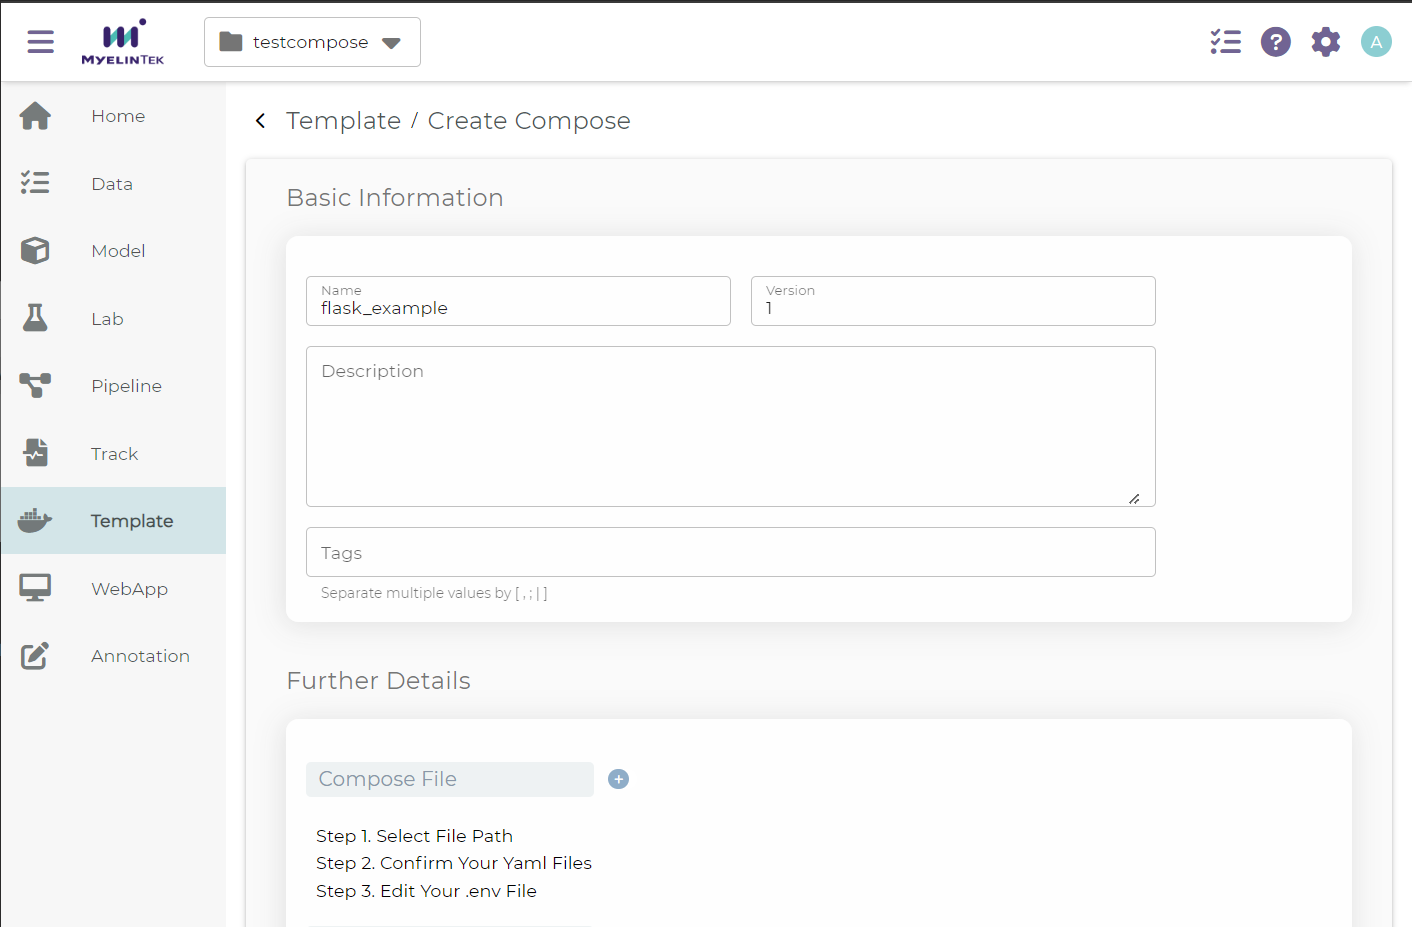 MYELINTEK
testcompose
?
A
Home
Data
Model
Lab
Pipeline
Track
Template
WebApp
Annotation
Template / Create Compose
Basic Information
Name
flask_example
Version
1
Description
Tags
Separate multiple values by [ , ; | ]
Further Details
Compose File
Step 1. Select File Path
Step 2. Confirm Your Yaml Files
Step 3. Edit Your .env File